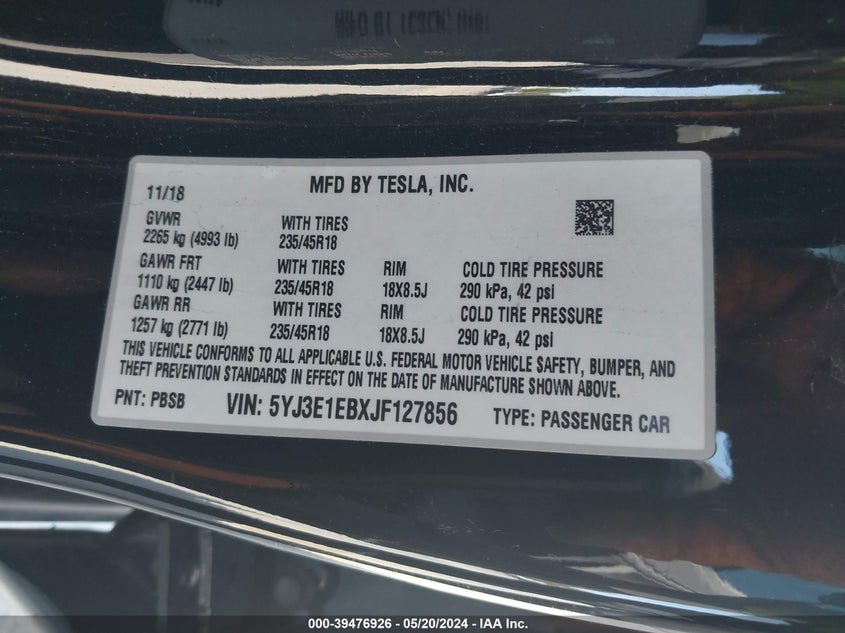 MFD BY TESLA, INC.
11/18
GVWR
2265 kg (4993 lb)
WITH TIRES
235/45R18
GAWR FRT
1110 kg (2447 lb)
WITH TIRES
235/45R18
RIM
18X8.5J
COLD TIRE PRESSURE
290 kPa, 42 psi
GAWR RR
1257 kg (2771 lb)
WITH TIRES
235/45R18
RIM
18X8.5J
COLD TIRE PRESSURE
290 kPa, 42 psi
THIS VEHICLE CONFORMS TO ALL APPLICABLE U.S. FEDERAL MOTOR VEHICLE SAFETY, BUMPER, AND
THEFT PREVENTION STANDARDS IN EFFECT ON THE DATE OF MANUFACTURE SHOWN ABOVE.
PNT: PBSB
VIN: 5YJ3E1EBXJF127856
TYPE: PASSENGER CAR
000-39476926 - 05/20/2024 - IAA Inc.